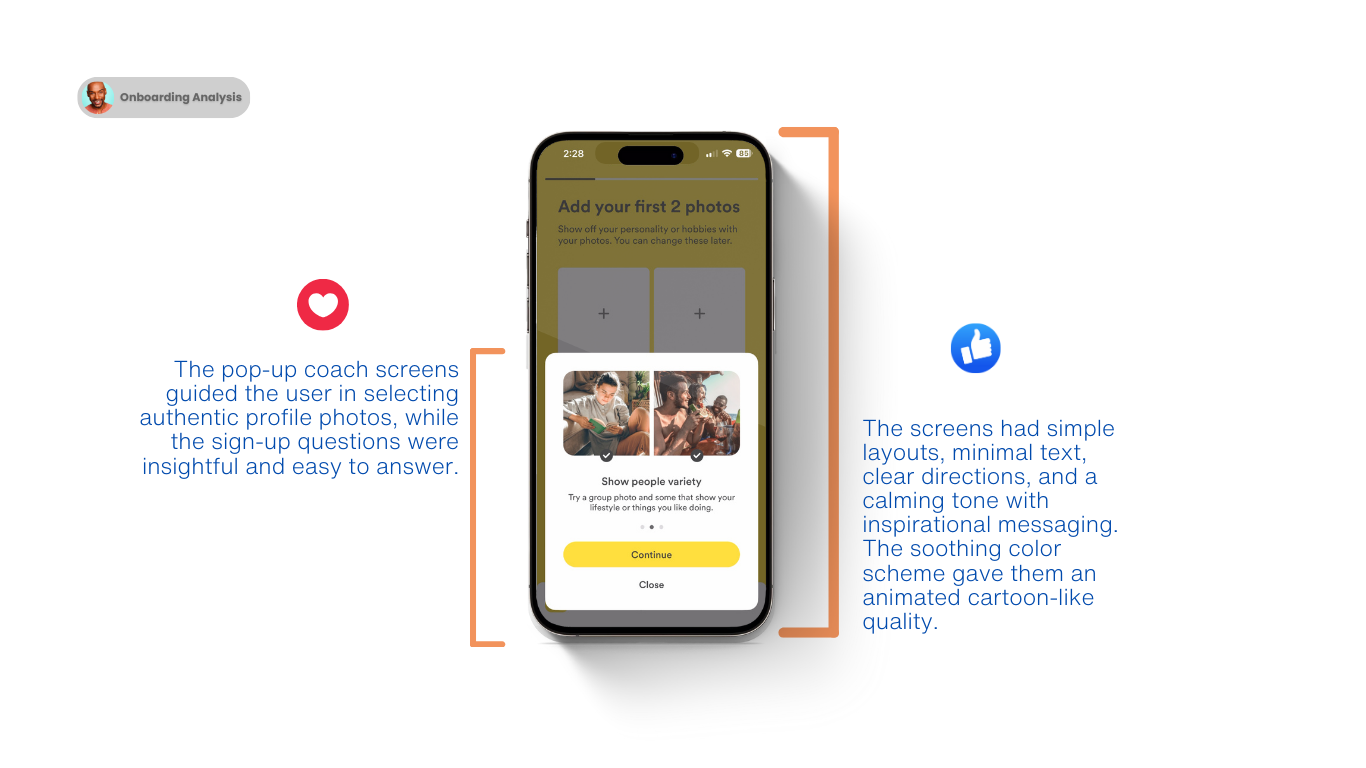 Onboarding Analysis
2:28
89
Add your first 2 photos
Show off your personality or hobbies with
your photos. You can change these later.
The pop-up coach screens
guided the user in selecting
authentic profile photos, while
the sign-up questions were
insightful and easy to answer.
Show people variety
Try a group photo and some that show your
lifestyle or things you like doing.
Continue
Close
The screens had simple
layouts, minimal text,
clear directions, and a
calming tone with
inspirational messaging.
The soothing color
scheme gave them an
animated cartoon-like
quality.